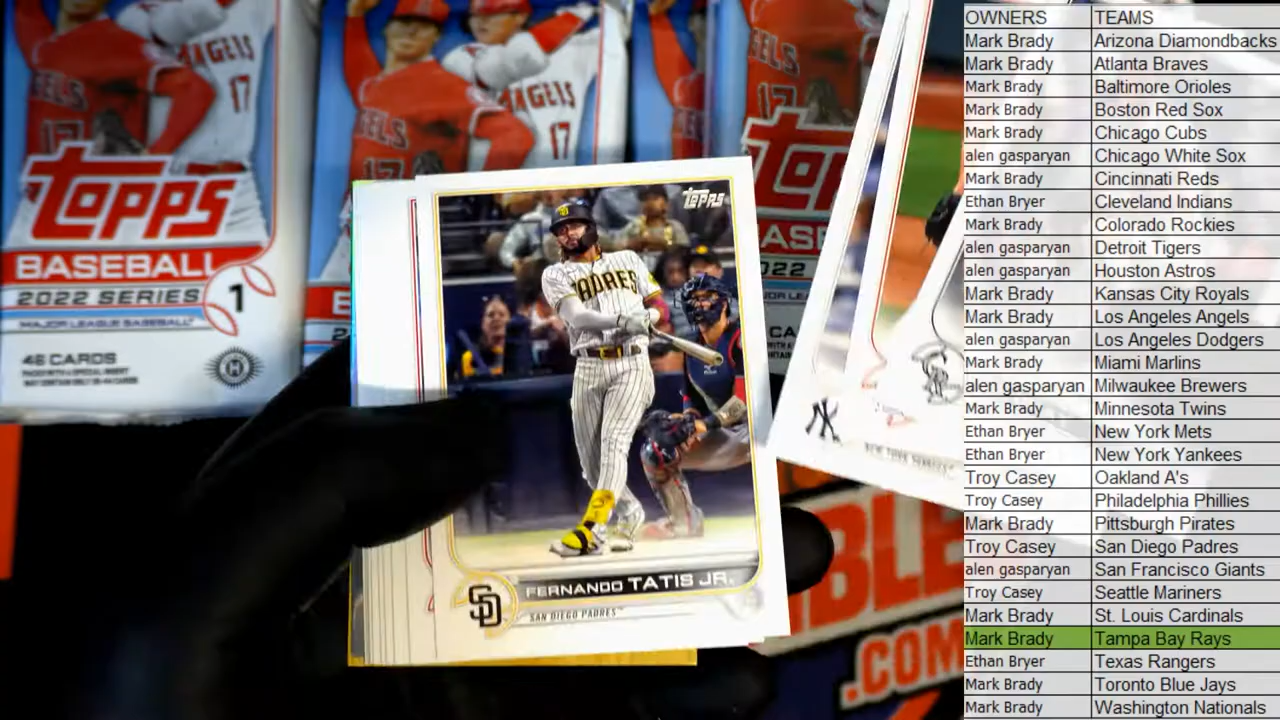 ANGELS
17
TOPPS
BASEBALL
2022 SERIES 1
MAJOR LEAGUE BASEBALL
46 CARDS
ANGELS
17
TOPPS
PADRES
SD
FERNANDO TATIS JR.
SAN DIEGO PADRES
NY
NEW YORK YANKEES
BLE
.COM
OWNERS TEAMS
Mark Brady Arizona Diamondbacks
Mark Brady Atlanta Braves
Mark Brady Baltimore Orioles
Mark Brady Boston Red Sox
Mark Brady Chicago Cubs
alen gasparyan Chicago White Sox
Mark Brady Cincinnati Reds
Ethan Bryer Cleveland Indians
Mark Brady Colorado Rockies
alen gasparyan Detroit Tigers
alen gasparyan Houston Astros
Mark Brady Kansas City Royals
Mark Brady Los Angeles Angels
alen gasparyan Los Angeles Dodgers
Mark Brady Miami Marlins
alen gasparyan Milwaukee Brewers
Mark Brady Minnesota Twins
Ethan Bryer New York Mets
Ethan Bryer New York Yankees
Troy Casey Oakland A's
Troy Casey Philadelphia Phillies
Mark Brady Pittsburgh Pirates
Troy Casey San Diego Padres
alen gasparyan San Francisco Giants
Troy Casey Seattle Mariners
Mark Brady St. Louis Cardinals
Mark Brady Tampa Bay Rays
Ethan Bryer Texas Rangers
Mark Brady Toronto Blue Jays
Mark Brady Washington Nationals